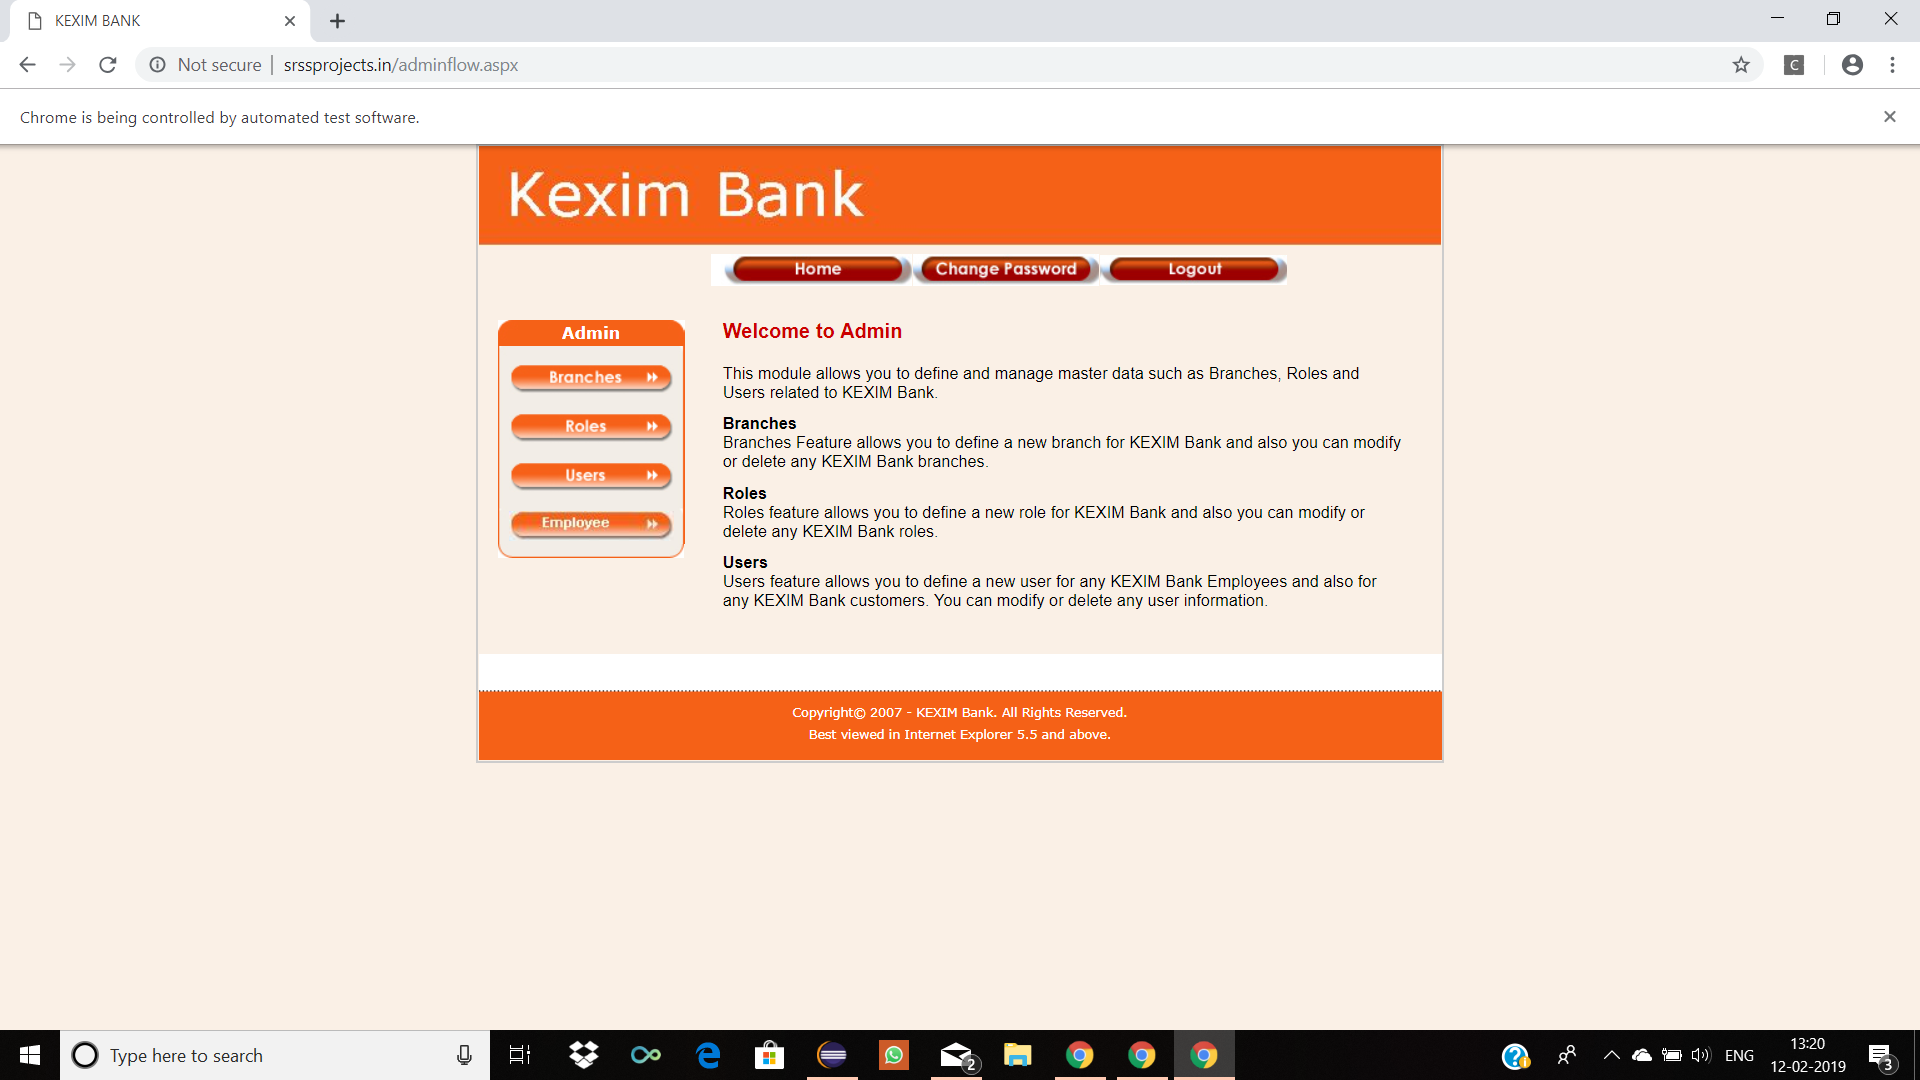 KEXIM BANK
Not secure | srssprojects.in/adminflow.aspx
C
Chrome is being controlled by automated test software.
Kexim Bank
Home
Change Password
Logout
Admin
Branches
Roles
Users
Employee
Welcome to Admin
This module allows you to define and manage master data such as Branches, Roles and
Users related to KEXIM Bank.
Branches
Branches Feature allows you to define a new branch for KEXIM Bank and also you can modify
or delete any KEXIM Bank branches.
Roles
Roles feature allows you to define a new role for KEXIM Bank and also you can modify or
delete any KEXIM Bank roles.
Users
Users feature allows you to define a new user for any KEXIM Bank Employees and also for
any KEXIM Bank customers. You can modify or delete any user information.
Copyright© 2007 - KEXIM Bank. All Rights Reserved.
Best viewed in Internet Explorer 5.5 and above.
Type here to search
2
ENG
13:20
12-02-2019
3